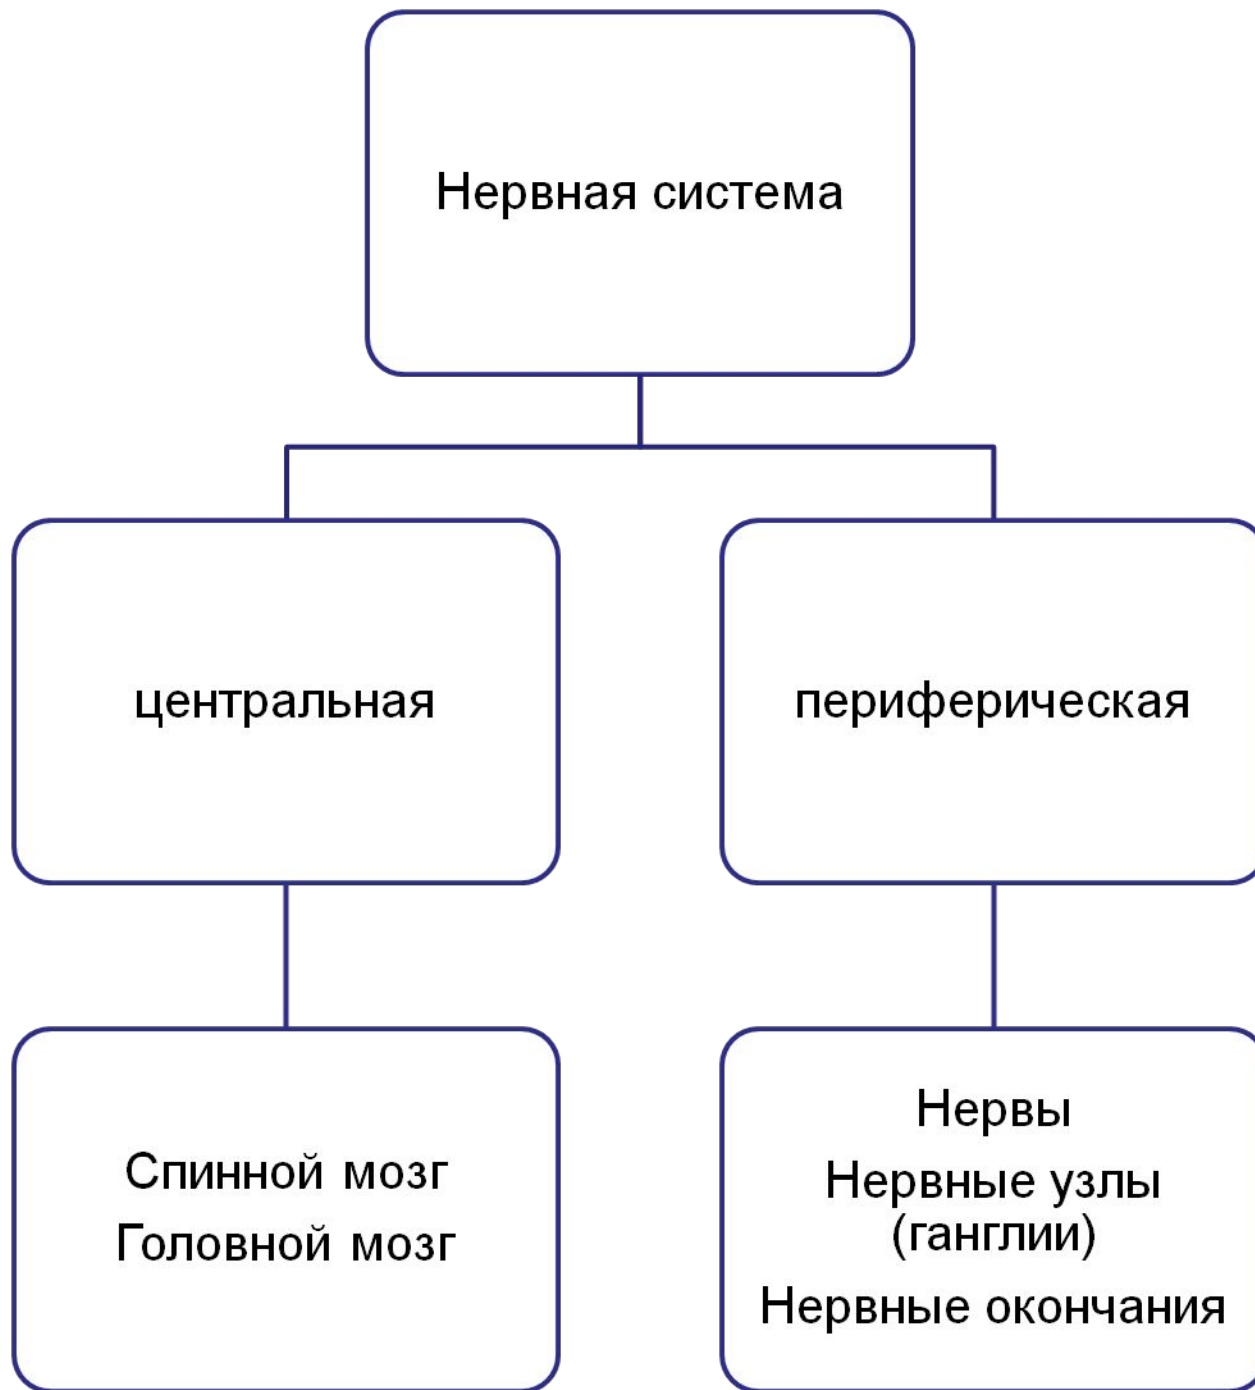 Нервная система
центральная
периферическая
Спинной мозг
Головной мозг
Нервы
Нервные узлы
(ганглии)
Нервные окончания